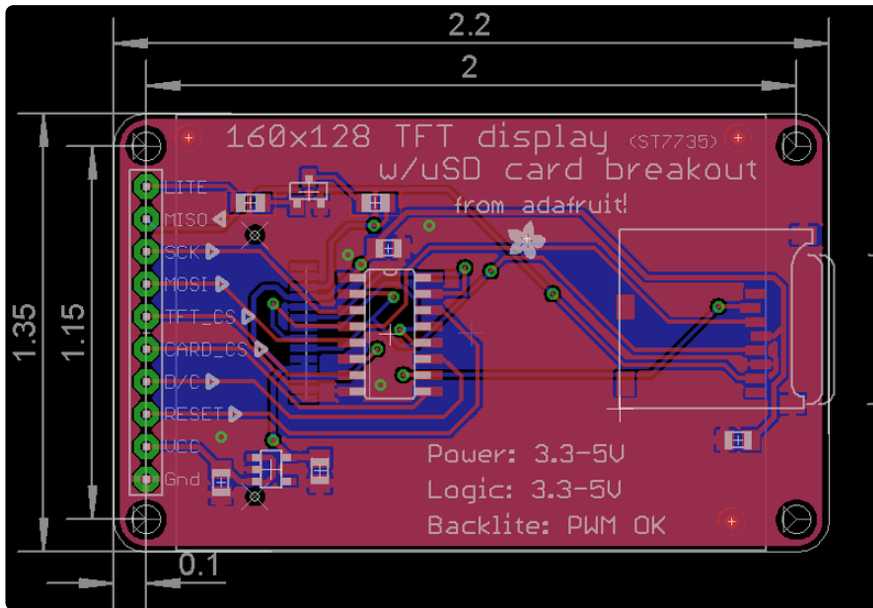 2.2
2
160x128 TFT display (ST7735)
w/uSD card breakout
from adafruit!
1.35
1.15
LITE
MISO
SCK
MOSI
TFT_CS
CARD_CS
D/C
RESET
VCC
Gnd
Power: 3.3-5V
Logic: 3.3-5V
Backlite: PWM OK
0.1